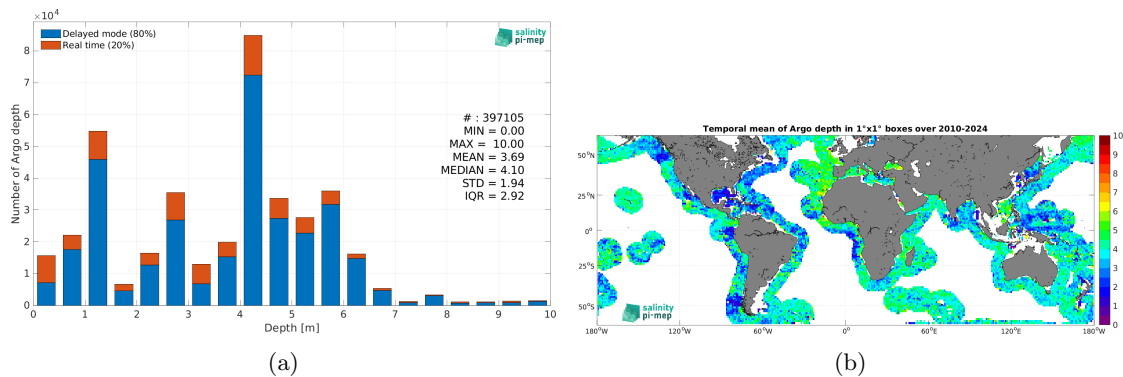 ×10⁴
Delayed mode (80%)
Real time (20%)
salinity
pi-mep
8
7
6
5
4
3
2
1
0
Number of Argo depth
# : 397105
MIN = 0.00
MAX = 10.00
MEAN = 3.69
MEDIAN = 4.10
STD = 1.94
IQR = 2.92
0 1 2 3 4 5 6 7 8 9 10
Depth [m]
(a)
Temporal mean of Argo depth in 1°x1° boxes over 2010-2024
50°N
25°N
0°
25°S
50°S
salinity
pi-mep
180°W 120°W 60°W 0° 60°E 120°E 180°E
10
9
8
7
6
5
4
3
2
1
0
(b)